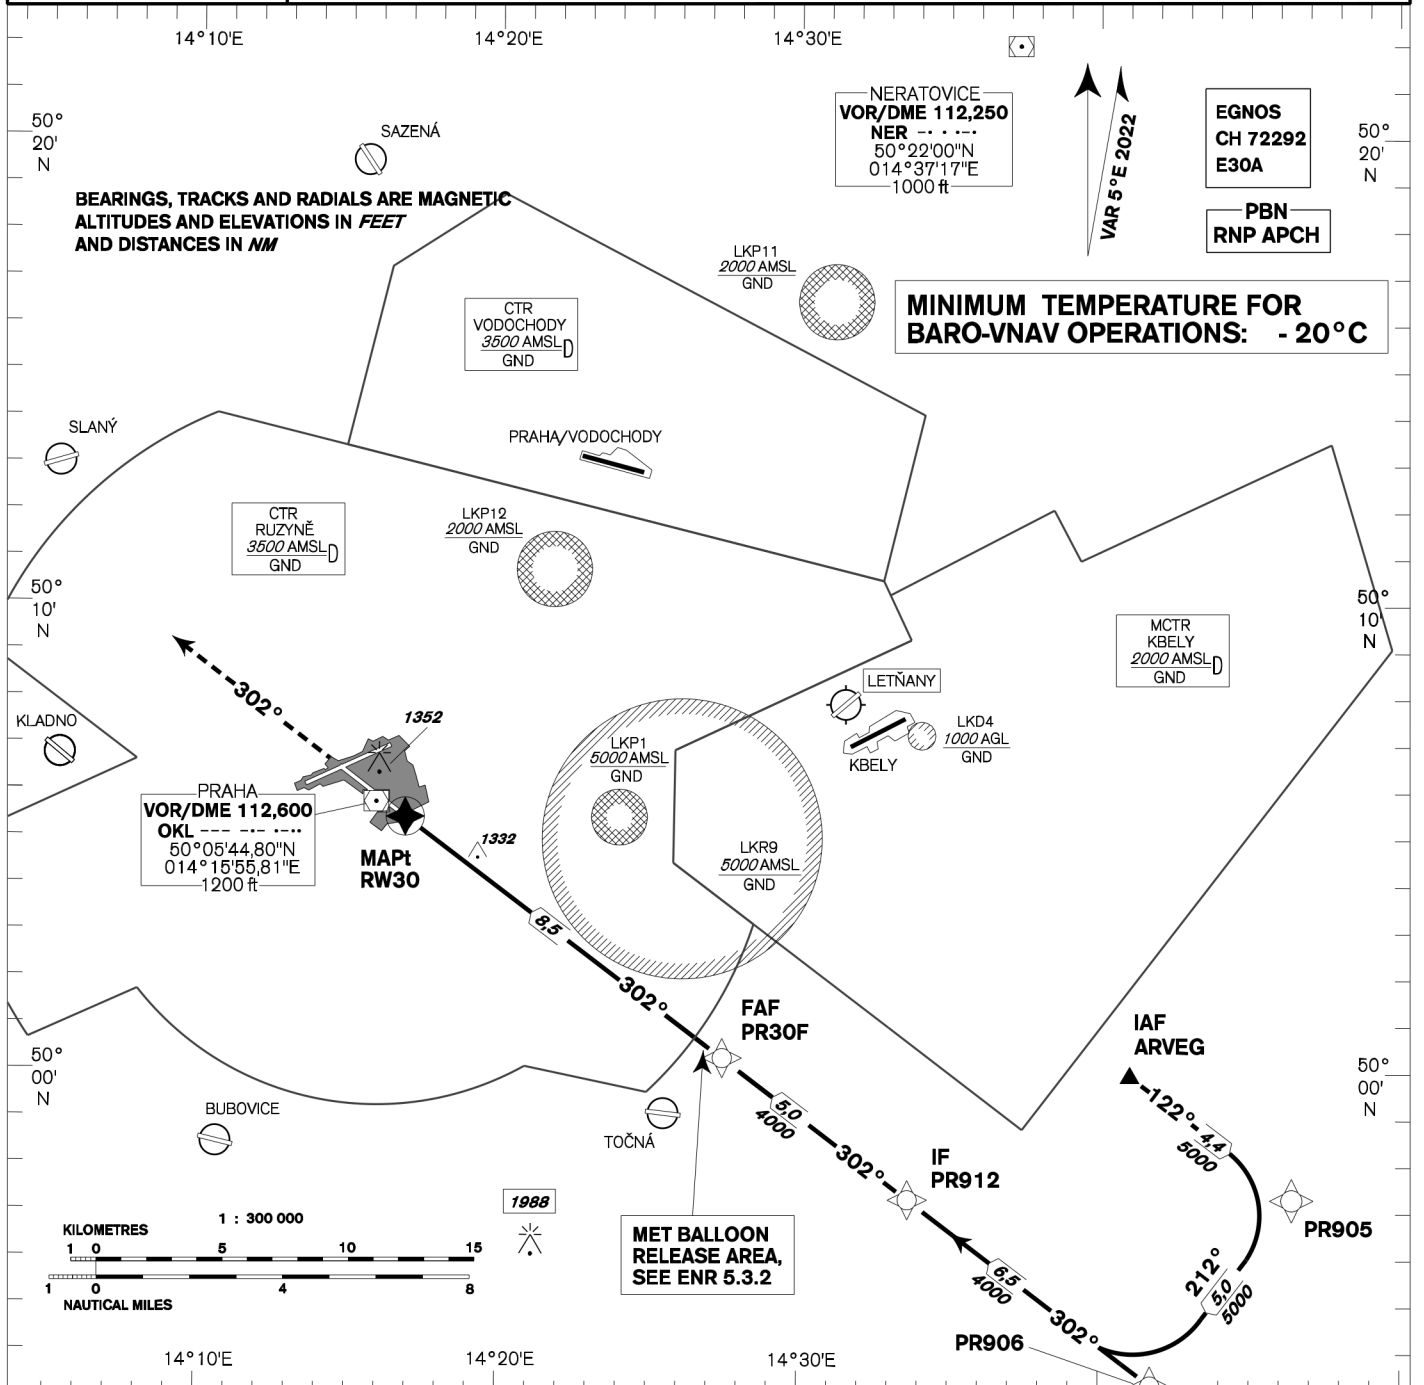 14°10'E
14°20'E
14°30'E
NERATOVICE
VOR/DME 112,250
NER -· · ·-·
50°22'00"N
014°37'17"E
1000 ft
VAR 5°E 2022
EGNOS
CH 72292
E30A
PBN
RNP APCH
50°
20'
N
SAZENÁ
50°
20'
N
BEARINGS, TRACKS AND RADIALS ARE MAGNETIC
ALTITUDES AND ELEVATIONS IN FEET
AND DISTANCES IN NM
LKP11
2000 AMSL
GND
MINIMUM TEMPERATURE FOR
BARO-VNAV OPERATIONS: - 20°C
CTR
VODOCHODY
3500 AMSL D
GND
SLANÝ
PRAHA/VODOCHODY
CTR
RUZYNĚ
3500 AMSL D
GND
LKP12
2000 AMSL
GND
50°
10'
N
50°
10'
N
MCTR
KBELY
2000 AMSL D
GND
302°
LETŇANY
KLADNO
1352
LKP1
5000 AMSL
GND
KBELY
LKD4
1000 AGL
GND
PRAHA
VOR/DME 112,600
OKL --- -·- ·-··
50°05'44,80"N
014°15'55,81"E
1200 ft
MAPt
RW30
1332
LKR9
5000 AMSL
GND
8,5
302°
FAF
PR30F
IAF
ARVEG
50°
00'
N
50°
00'
N
122°
4,4
5000
5,0
4000
302°
BUBOVICE
TOČNÁ
IF
PR912
PR905
1988
KILOMETRES
1 : 300 000
1 0 5 10 15
1 0 4 8
NAUTICAL MILES
MET BALLOON
RELEASE AREA,
SEE ENR 5.3.2
212°
5,0
5000
6,5
4000
302°
PR906
14°10'E
14°20'E
14°30'E